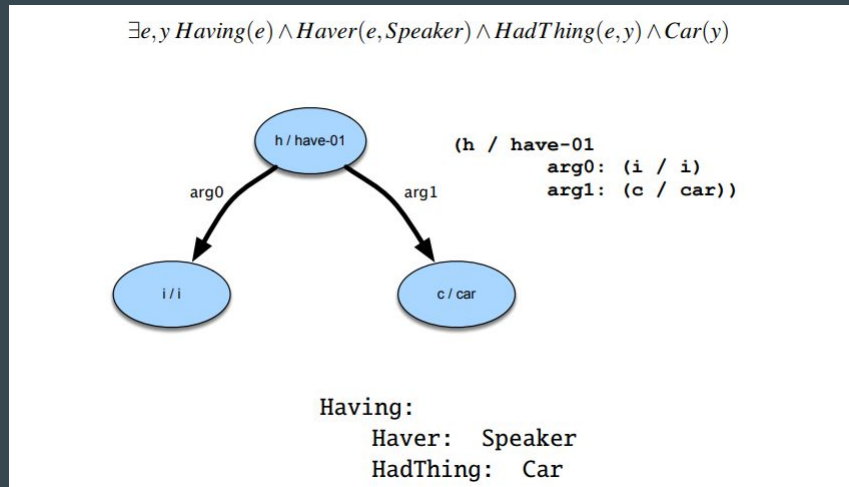 ∃e,y Having(e) ∧ Haver(e,Speaker) ∧ HadThing(e,y) ∧ Car(y)
h / have-01
(h / have-01
arg0: (i / i)
arg1: (c / car))
arg0
arg1
i / i
c / car
Having:
Haver: Speaker
HadThing: Car